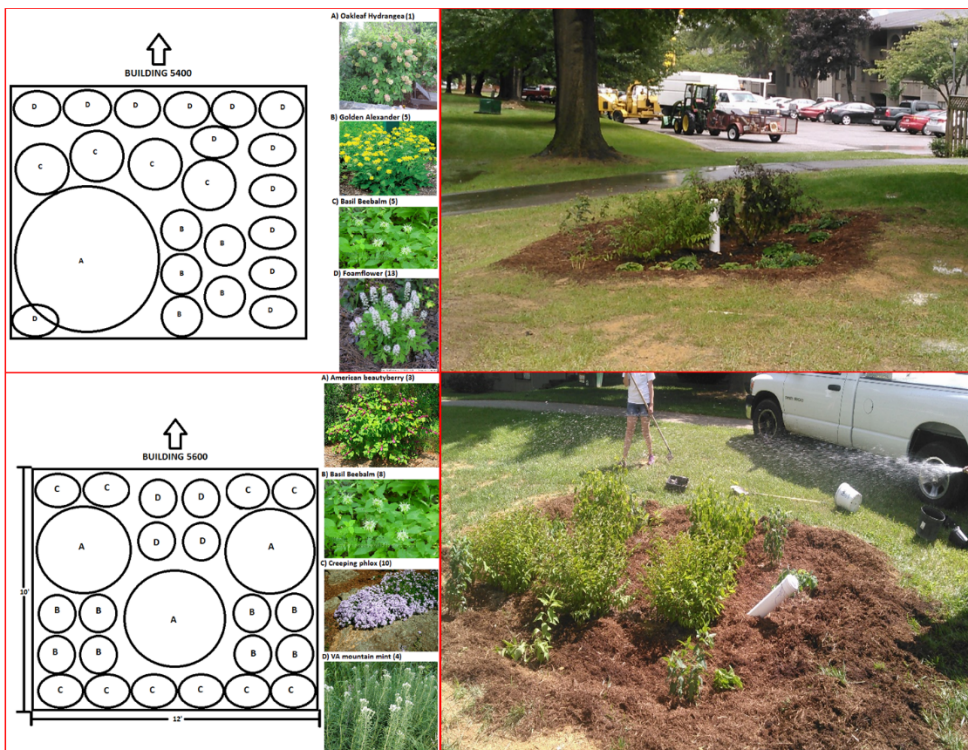 BUILDING 5400
D D D D D D
D
C C C D
C D
B D
B
A
B D
B
D B D
A) Oakleaf Hydrangea (1)
B) Golden Alexander (5)
C) Basil Beebalm (5)
D) Foamflower (13)
BUILDING 5600
C C D D C C
D D
A A
A
B B B B
B B B B
C C C C C C
10'
12'
A) American beautyberry (3)
B) Basil Beebalm (8)
C) Creeping phlox (10)
D) VA mountain mint (4)